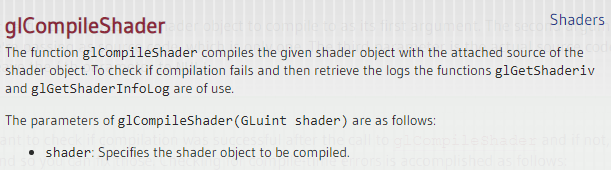 glCompileShader
Shaders
The function glCompileShader compiles the given shader object with the attached source of the
shader object. To check if compilation fails and then retrieve the logs the functions glGetShaderiv
and glGetShaderInfoLog are of use.
The parameters of glCompileShader(GLuint shader) are as follows:
• shader: Specifies the shader object to be compiled.